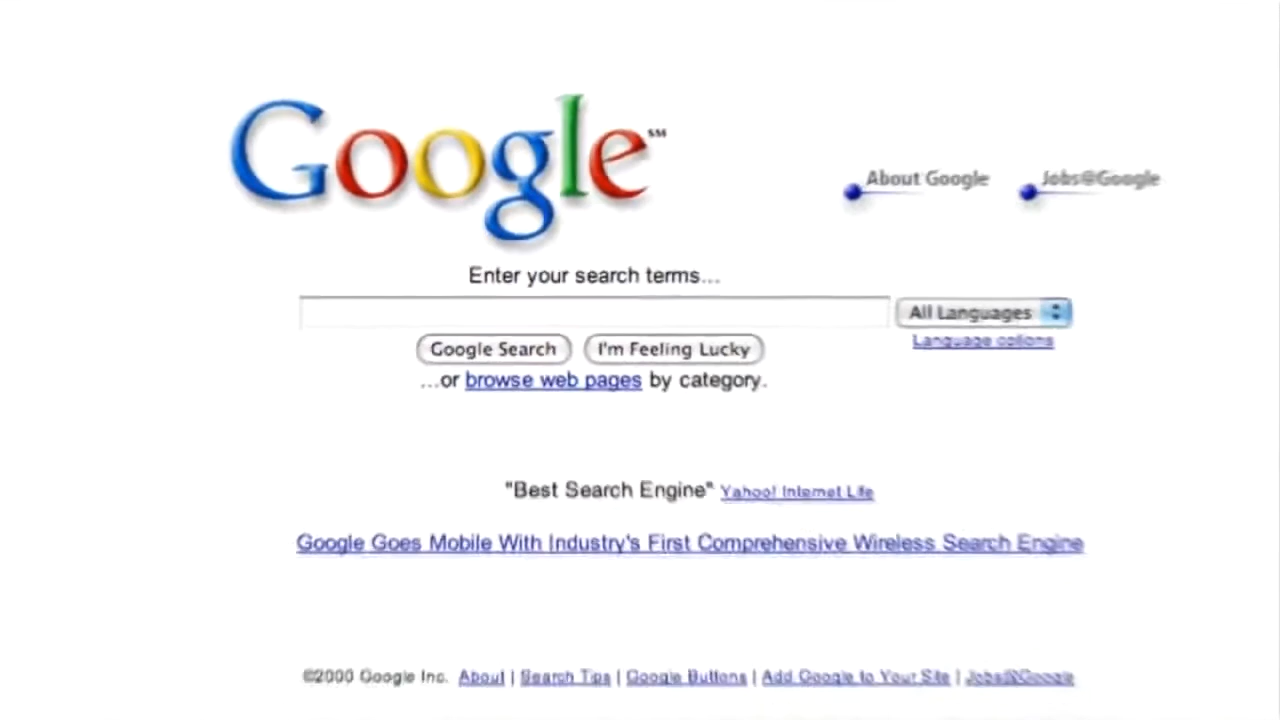 Google℠
About Google
Jobs@Google
Enter your search terms...
All Languages
Google Search
I'm Feeling Lucky
Language options
...or browse web pages by category.
"Best Search Engine" Yahoo! Internet Life
Google Goes Mobile With Industry's First Comprehensive Wireless Search Engine
©2000 Google Inc. About | Search Tips | Google Buttons | Add Google to Your Site | Jobs@Google